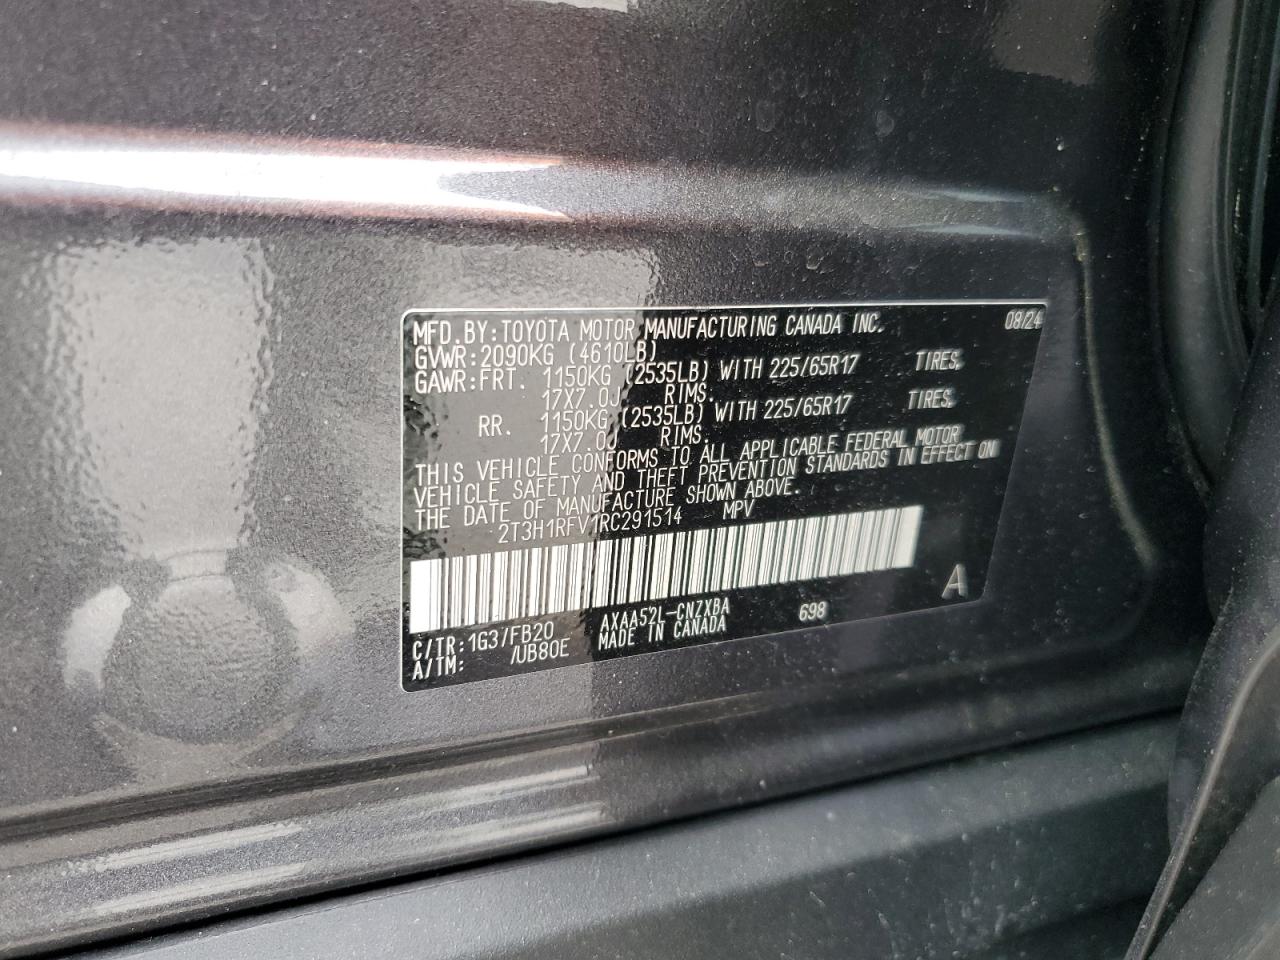 MFD.BY:TOYOTA MOTOR MANUFACTURING CANADA INC. 08/24
GVWR:2090KG (4610LB)
GAWR:FRT. 1150KG (2535LB) WITH 225/65R17 TIRES,
17X7.0J RIMS.
RR. 1150KG (2535LB) WITH 225/65R17 TIRES,
17X7.0J RIMS.
THIS VEHICLE CONFORMS TO ALL APPLICABLE FEDERAL MOTOR
VEHICLE SAFETY AND THEFT PREVENTION STANDARDS IN EFFECT ON
THE DATE OF MANUFACTURE SHOWN ABOVE.
2T3H1RFV1RC291514 MPV
A
C/TR:1G3/FB20 AXAA52L-CNZXBA 698
A/TM: /UB80E MADE IN CANADA